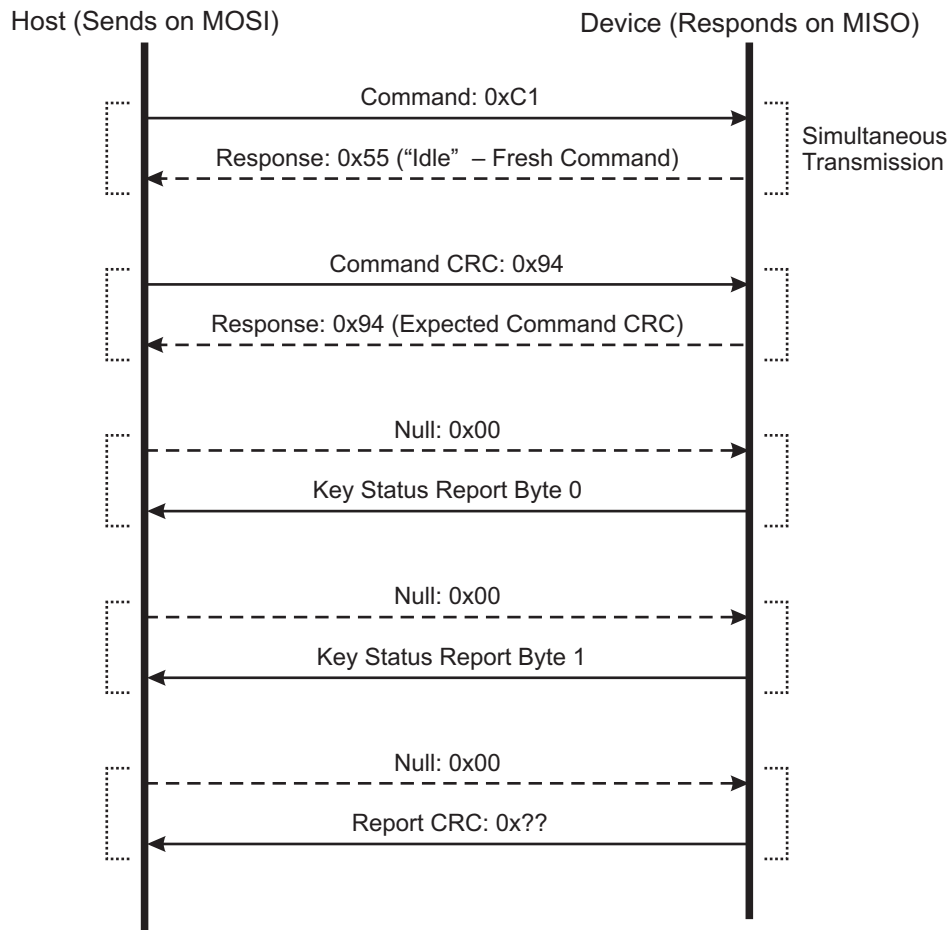 Host (Sends on MOSI)
Device (Responds on MISO)
Command: 0xC1
Response: 0x55 (“Idle” – Fresh Command)
Simultaneous
Transmission
Command CRC: 0x94
Response: 0x94 (Expected Command CRC)
Null: 0x00
Key Status Report Byte 0
Null: 0x00
Key Status Report Byte 1
Null: 0x00
Report CRC: 0x??